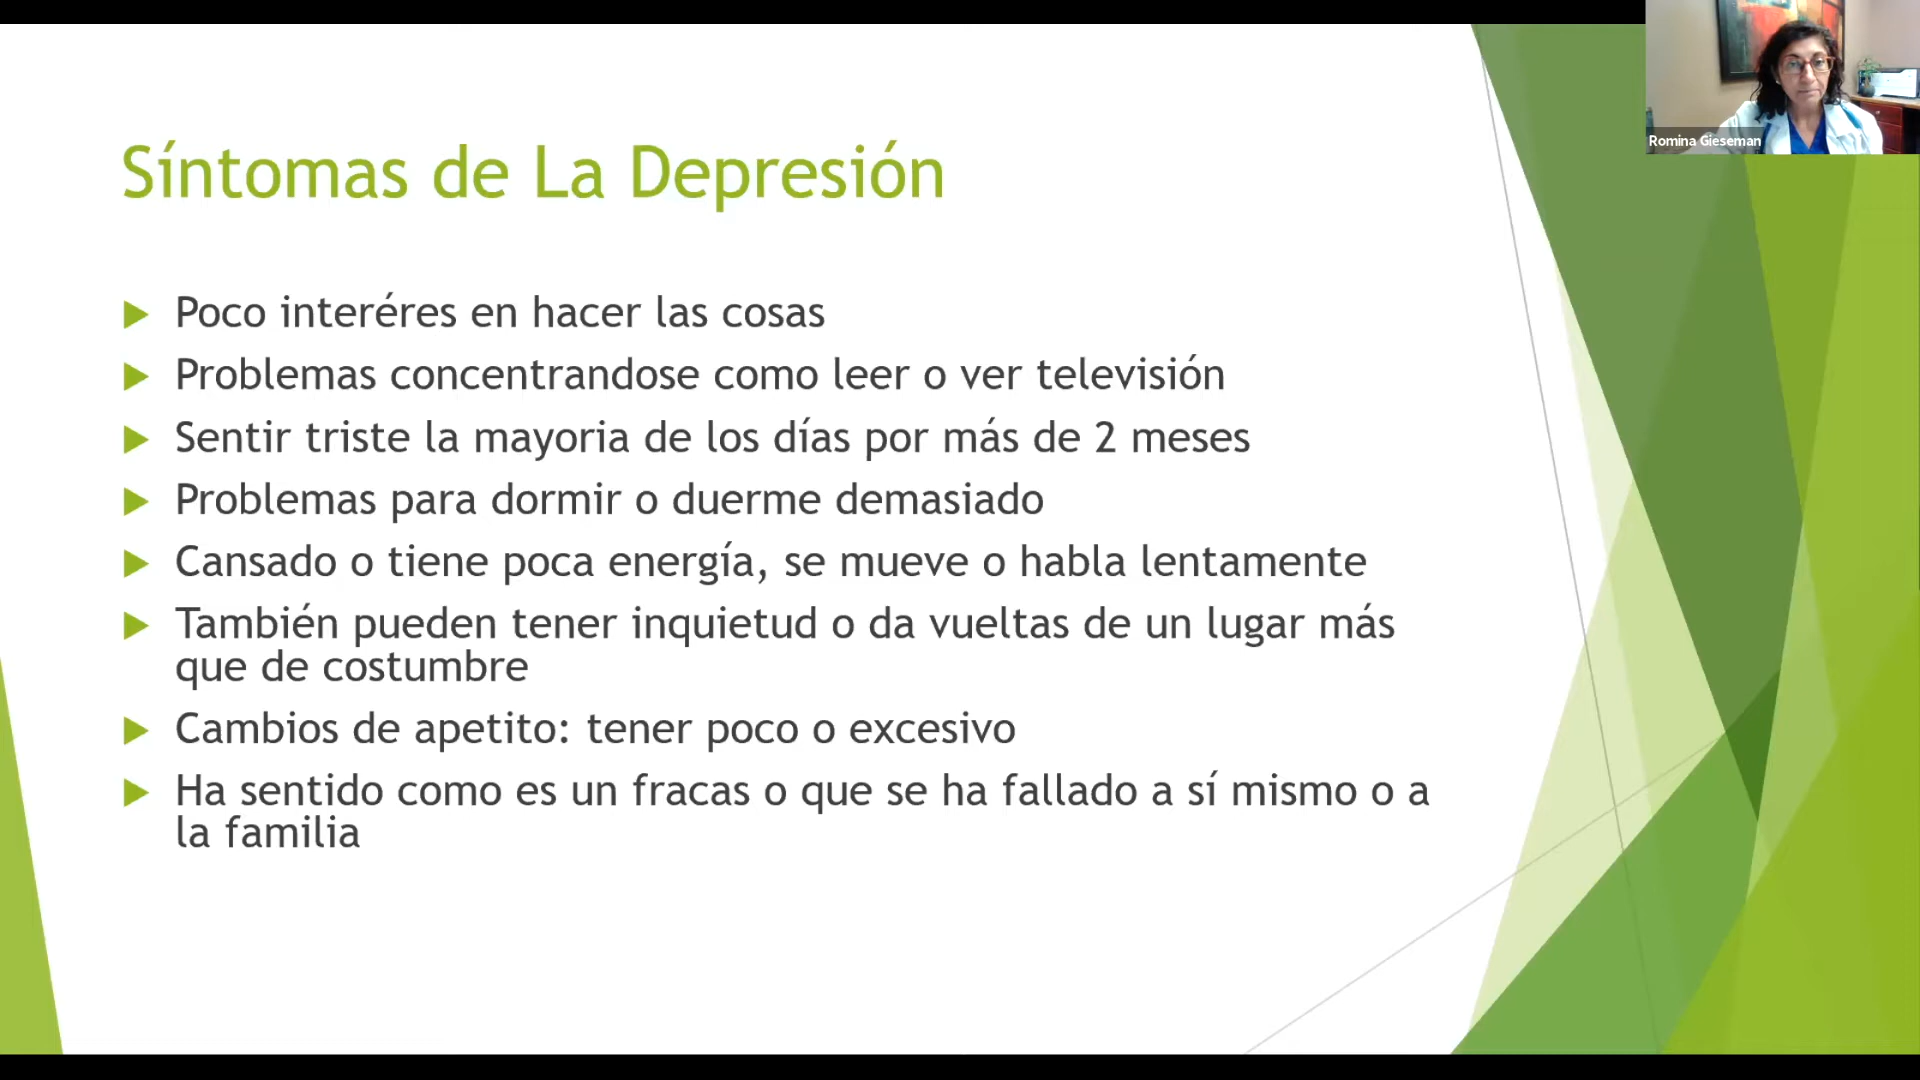 Romina Gieseman
Síntomas de La Depresión
Poco interéres en hacer las cosas
Problemas concentrandose como leer o ver televisión
Sentir triste la mayoria de los días por más de 2 meses
Problemas para dormir o duerme demasiado
Cansado o tiene poca energía, se mueve o habla lentamente
También pueden tener inquietud o da vueltas de un lugar más
que de costumbre
Cambios de apetito: tener poco o excesivo
Ha sentido como es un fracas o que se ha fallado a sí mismo o a
la familia